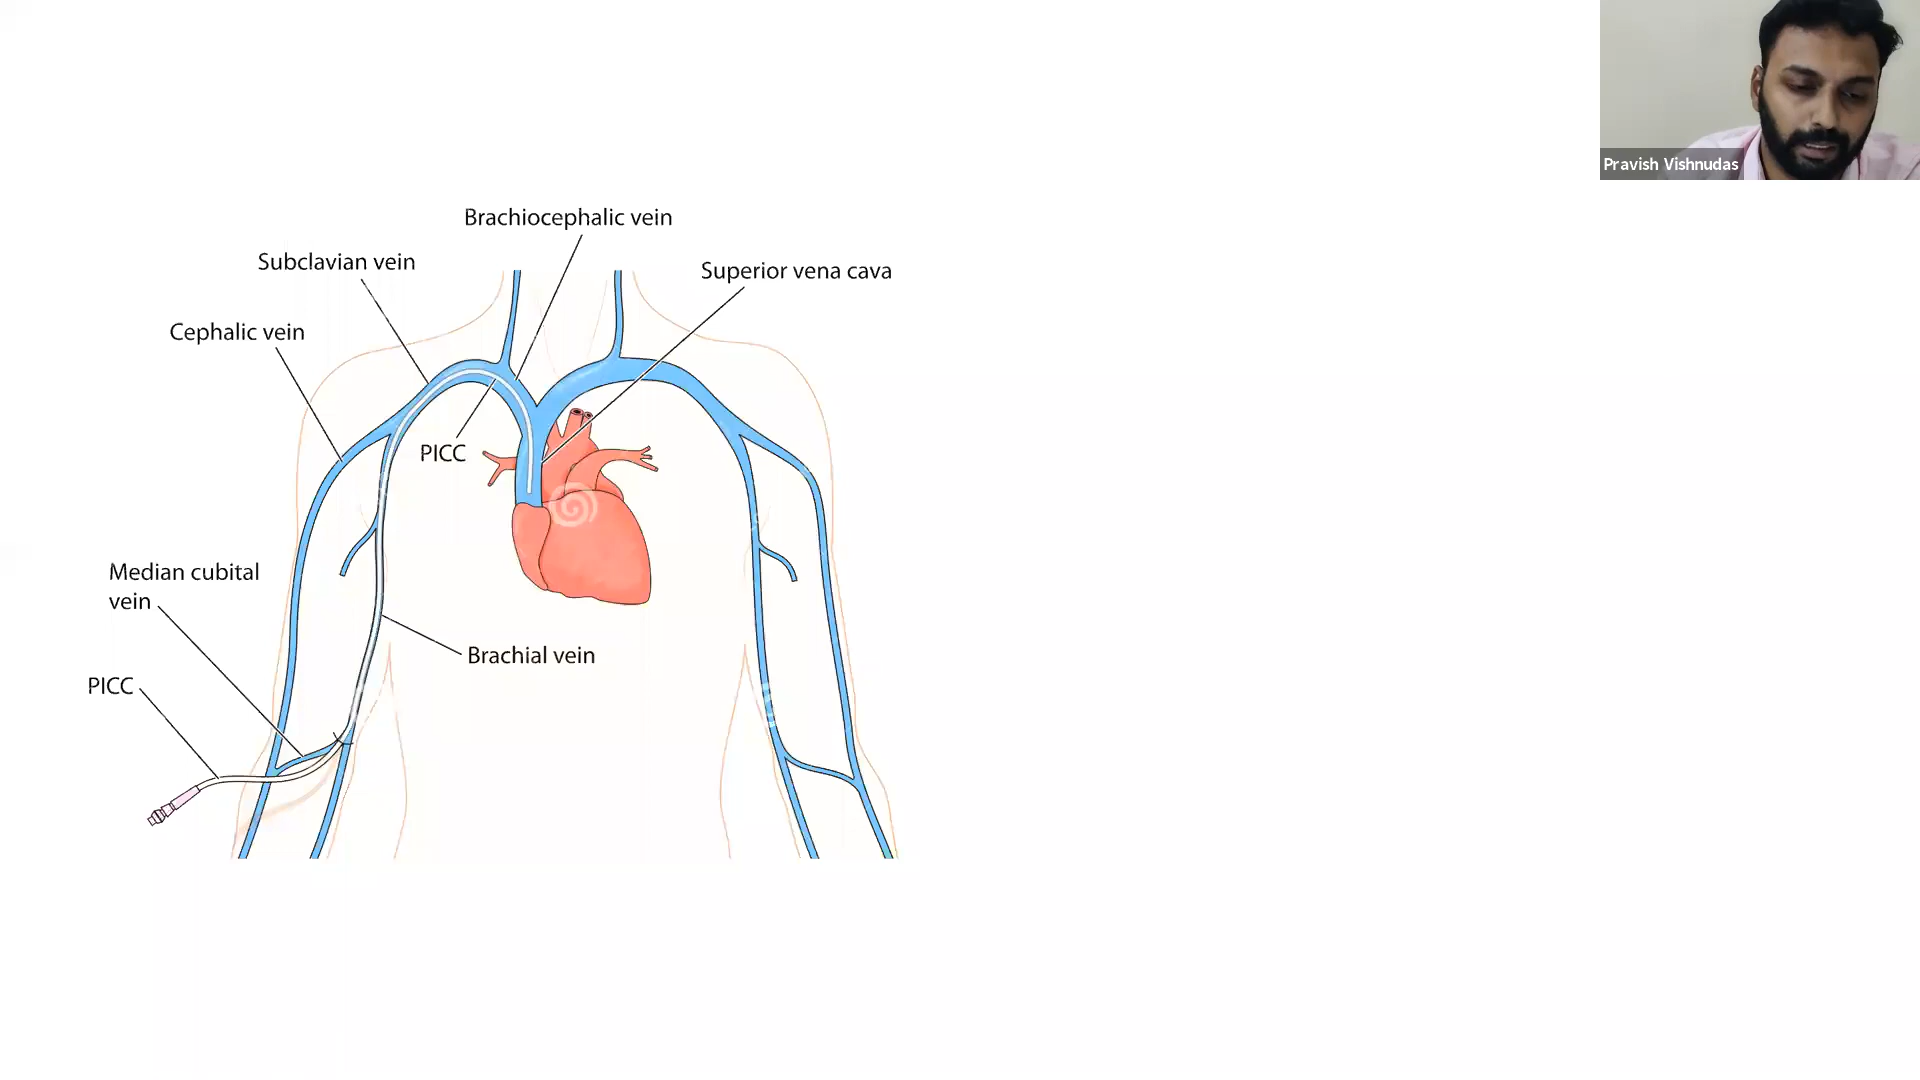 Pravish Vishnudas
Brachiocephalic vein
Subclavian vein
Superior vena cava
Cephalic vein
PICC
Median cubital
vein
Brachial vein
PICC